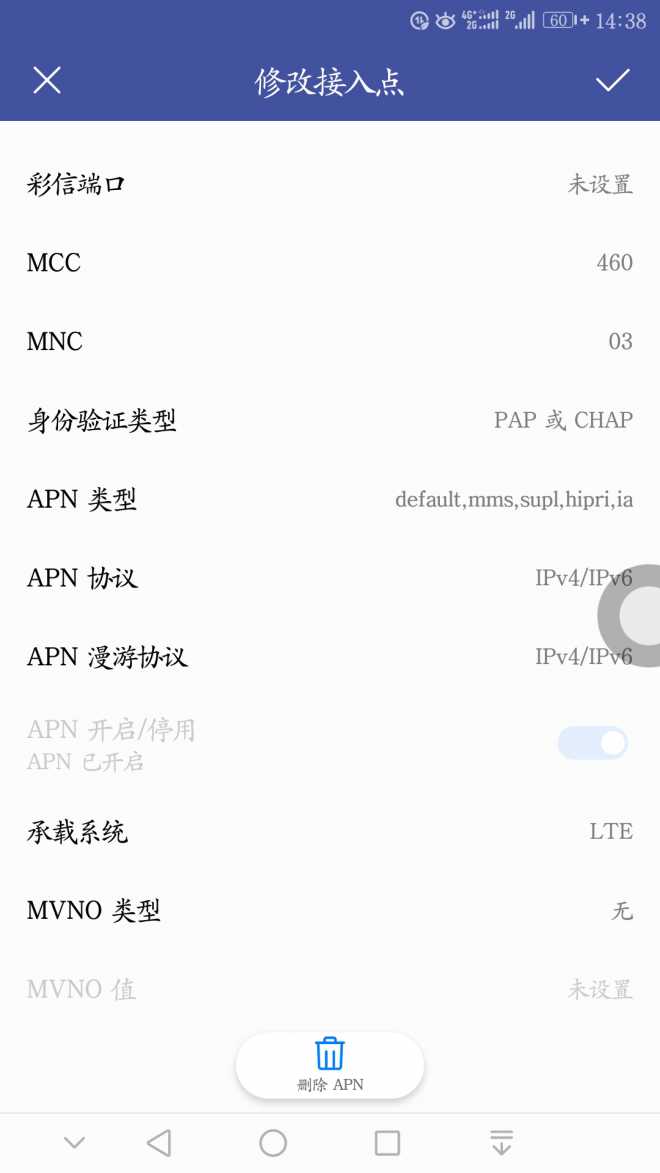 4G+ 2G 2G 60 14:38
修改接入点
彩信端口 未设置
MCC 460
MNC 03
身份验证类型 PAP 或 CHAP
APN 类型 default,mms,supl,hipri,ia
APN 协议 IPv4/IPv6
APN 漫游协议 IPv4/IPv6
APN 开启/停用
APN 已开启
承载系统 LTE
MVNO 类型 无
MVNO 值 未设置
删除 APN